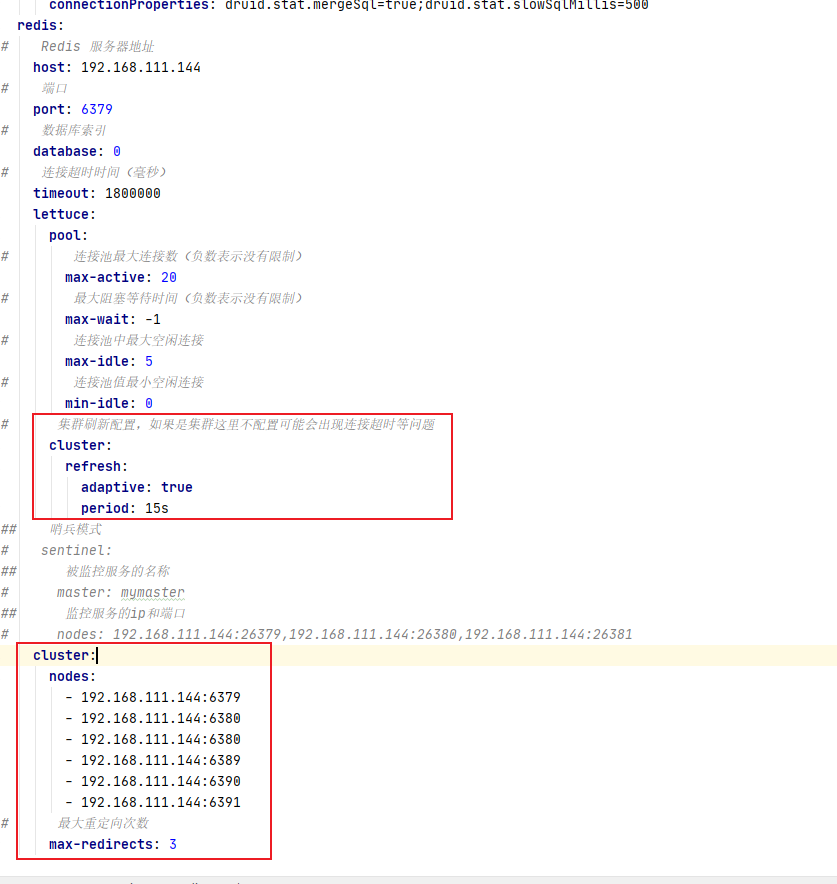 connectionProperties: druid.stat.mergeSql=true;druid.stat.slowSqlMillis=500
redis:
#    Redis 服务器地址
host: 192.168.111.144
#    端口
port: 6379
#    数据库索引
database: 0
#    连接超时时间（毫秒）
timeout: 1800000
lettuce:
pool:
#        连接池最大连接数（负数表示没有限制）
max-active: 20
#        最大阻塞等待时间（负数表示没有限制）
max-wait: -1
#        连接池中最大空闲连接
max-idle: 5
#        连接池值最小空闲连接
min-idle: 0
#      集群刷新配置，如果是集群这里不配置可能会出现连接超时等问题
cluster:
refresh:
adaptive: true
period: 15s
##    哨兵模式
#    sentinel:
##      被监控服务的名称
#      master: mymaster
##      监控服务的ip和端口
#      nodes: 192.168.111.144:26379,192.168.111.144:26380,192.168.111.144:26381
cluster:
nodes:
- 192.168.111.144:6379
- 192.168.111.144:6380
- 192.168.111.144:6380
- 192.168.111.144:6389
- 192.168.111.144:6390
- 192.168.111.144:6391
#      最大重定向次数
max-redirects: 3